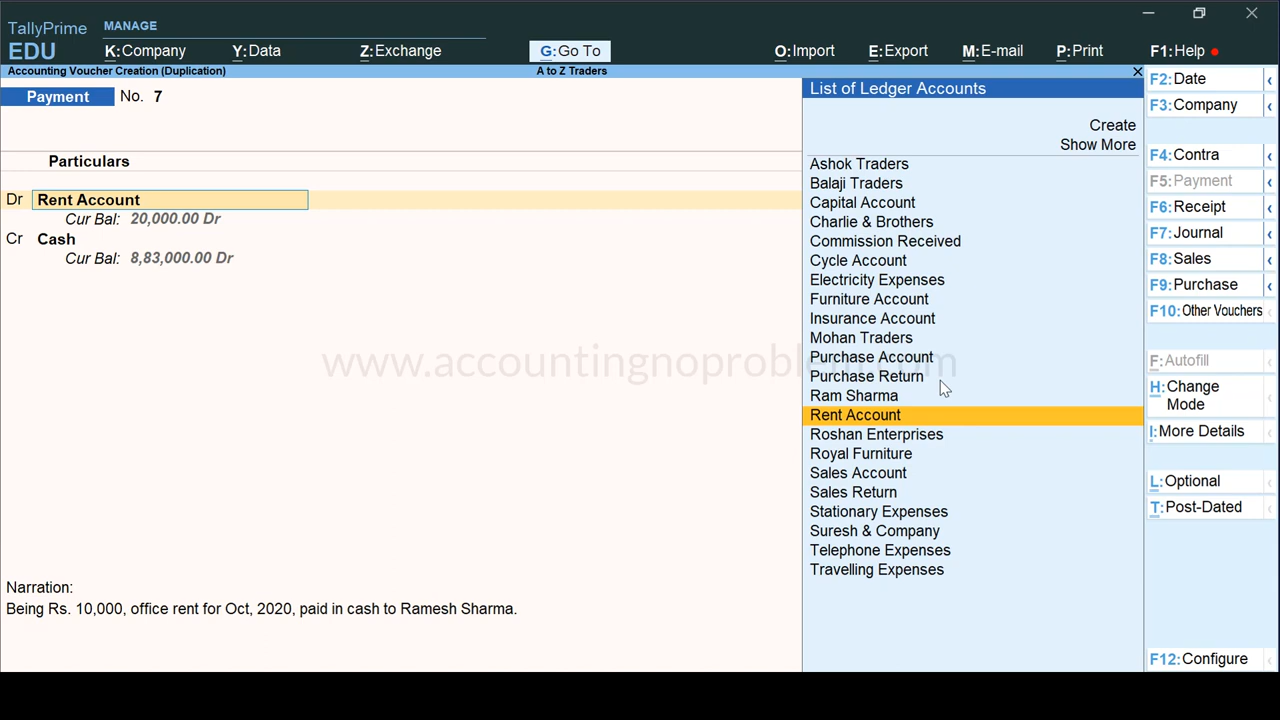 TallyPrime
EDU
MANAGE
K:Company
Y:Data
Z:Exchange
G:Go To
O:Import
E:Export
M:E-mail
P:Print
F1:Help
Accounting Voucher Creation (Duplication)
A to Z Traders
Payment No. 7
Particulars
Dr Rent Account
Cur Bal: 20,000.00 Dr
Cr Cash
Cur Bal: 8,83,000.00 Dr
www.accountingnoproblem.com
Narration:
Being Rs. 10,000, office rent for Oct, 2020, paid in cash to Ramesh Sharma.
List of Ledger Accounts
Create
Show More
Ashok Traders
Balaji Traders
Capital Account
Charlie & Brothers
Commission Received
Cycle Account
Electricity Expenses
Furniture Account
Insurance Account
Mohan Traders
Purchase Account
Purchase Return
Ram Sharma
Rent Account
Roshan Enterprises
Royal Furniture
Sales Account
Sales Return
Stationary Expenses
Suresh & Company
Telephone Expenses
Travelling Expenses
F2:Date
F3:Company
F4:Contra
F5:Payment
F6:Receipt
F7:Journal
F8:Sales
F9:Purchase
F10:Other Vouchers
F:Autofill
H:Change
Mode
I:More Details
L:Optional
T:Post-Dated
F12:Configure